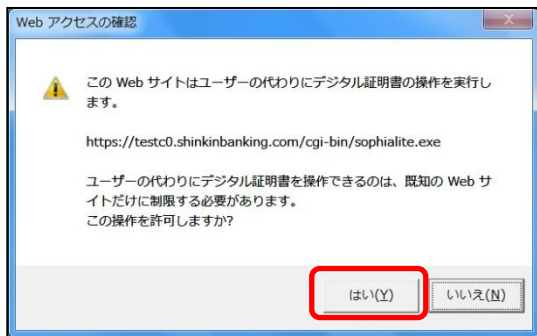 Web アクセスの確認
この Web サイトはユーザーの代わりにデジタル証明書の操作を実行し
ます。
https://testc0.shinkinbanking.com/cgi-bin/sophialite.exe
ユーザーの代わりにデジタル証明書を操作できるのは、既知の Web サ
イトだけに制限する必要があります。
この操作を許可しますか?
はい(Y) いいえ(N)